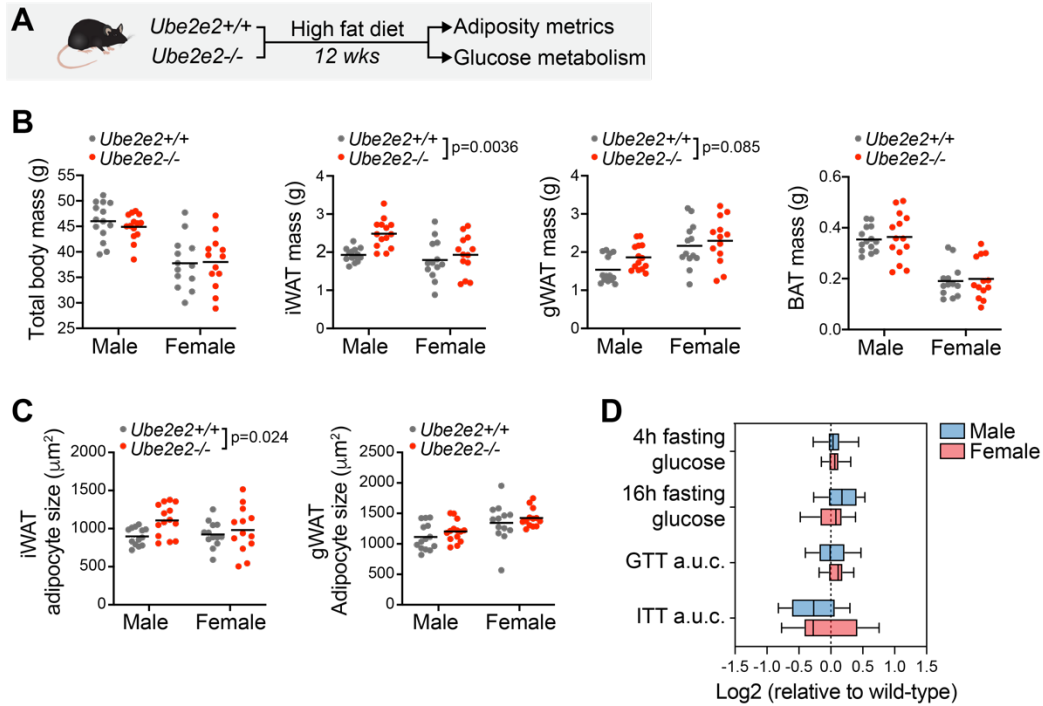 A
Ube2e2+/+
Ube2e2-/-
High fat diet
12 wks
Adiposity metrics
Glucose metabolism
B
Ube2e2+/+
Ube2e2-/-
Total body mass (g)
55
50
45
40
35
30
25
Male Female
Ube2e2+/+
Ube2e2-/-
p=0.0036
iWAT mass (g)
4
3
2
1
0
Male Female
Ube2e2+/+
Ube2e2-/-
p=0.085
gWAT mass (g)
4
3
2
1
0
Male Female
Ube2e2+/+
Ube2e2-/-
BAT mass (g)
0.6
0.4
0.2
0.0
Male Female
C
Ube2e2+/+
Ube2e2-/-
p=0.024
iWAT
adipocyte size (μm²)
2000
1500
1000
500
0
Male Female
Ube2e2+/+
Ube2e2-/-
gWAT
Adipocyte size (μm²)
2500
2000
1500
1000
500
0
Male Female
D
Male
Female
4h fasting
glucose
16h fasting
glucose
GTT a.u.c.
ITT a.u.c.
-1.5 -1.0 -0.5 0.0 0.5 1.0 1.5
Log2 (relative to wild-type)